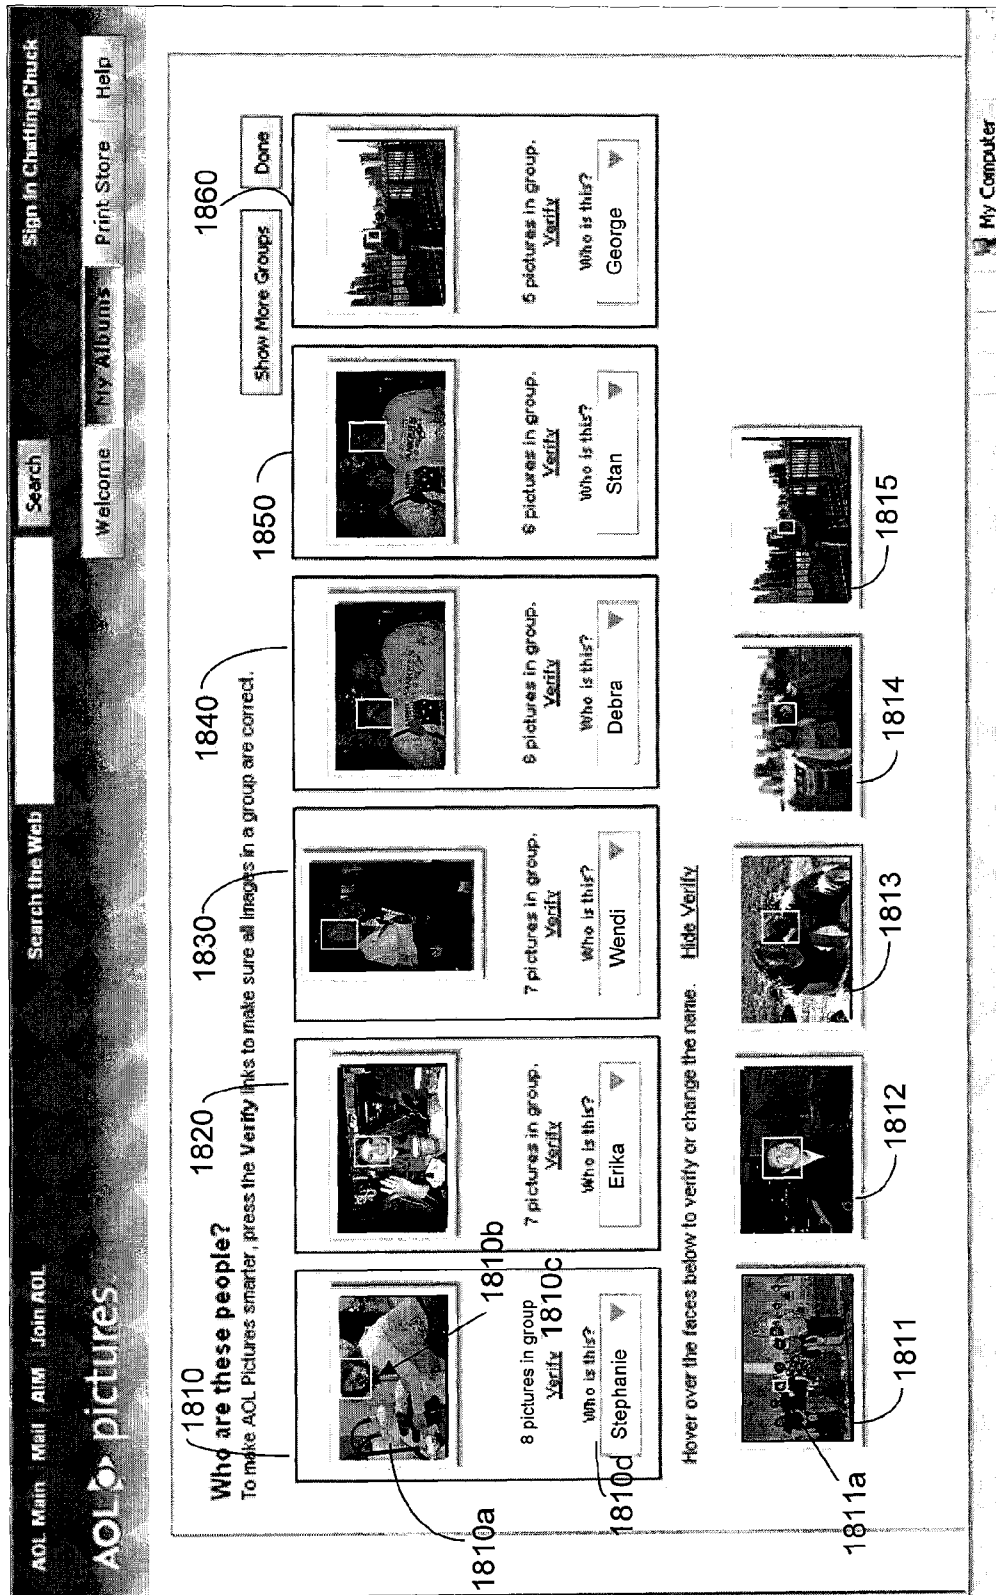 AOL Main | Mail | AIM | Join AOL
Search the Web
Search
Sign In ChattingChuck
AOL pictures
Welcome
My Albums
Print Store
Help
1810
Who are these people?
To make AOL Pictures smarter, press the Verify links to make sure all images in a group are correct.
Show More Groups
Done
1820
1830
1840
1850
1860
1810a
1810b
8 pictures in group
Verify
1810c
Who is this?
1810d
Stephanie
7 pictures in group.
Verify
Who is this?
Erika
7 pictures in group.
Verify
Who is this?
Wendi
6 pictures in group.
Verify
Who is this?
Debra
6 pictures in group.
Verify
Who is this?
Stan
6 pictures in group.
Verify
Who is this?
George
Hover over the faces below to verify or change the name. Hide Verify
1811a
1811
1812
1813
1814
1815
My Computer